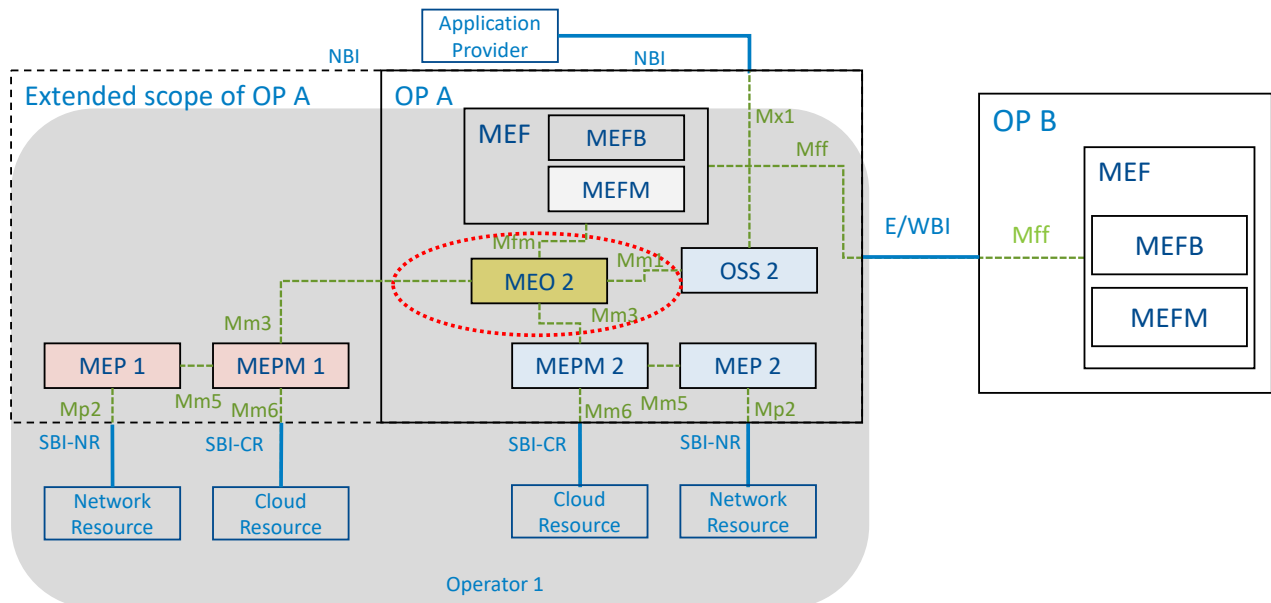 Application
Provider
NBI
NBI
Extended scope of OP A
OP A
Mx1
MEF
MEFB
MEFM
Mff
OP B
MEF
MEFB
MEFM
E/WBI
Mff
Mfm
Mm1
MEO 2
OSS 2
Mm3
Mm3
MEP 1
MEPM 1
MEPM 2
MEP 2
Mp2
Mm5
Mm6
Mm6
Mm5
Mp2
SBI-NR
SBI-CR
SBI-CR
SBI-NR
Network
Resource
Cloud
Resource
Cloud
Resource
Network
Resource
Operator 1